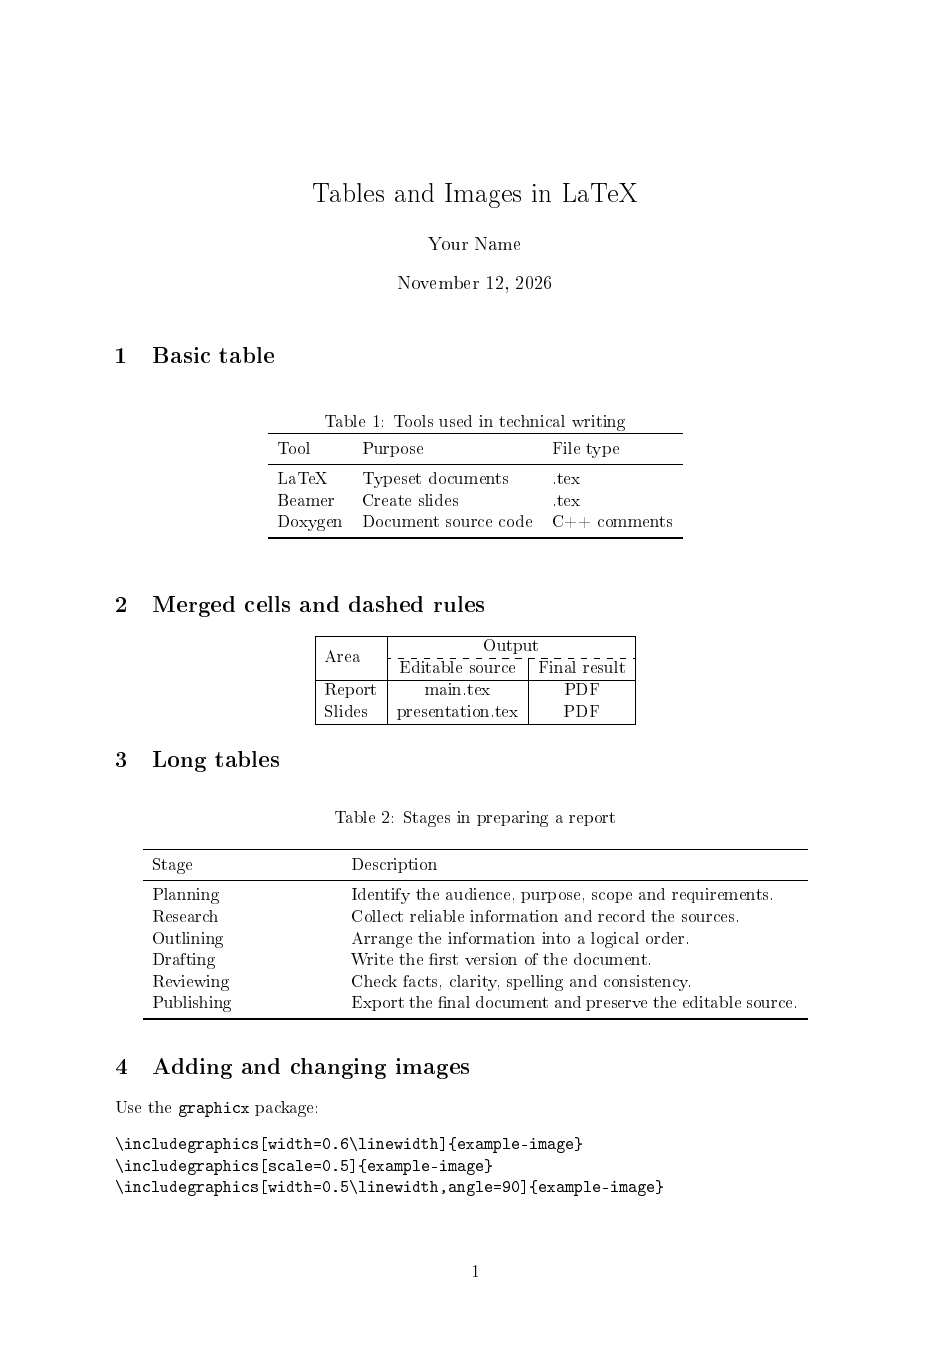 Tables and Images in LaTeX
Your Name
November 12, 2026
1 Basic table
Table 1: Tools used in technical writing
Tool Purpose File type
LaTeX Typeset documents .tex
Beamer Create slides .tex
Doxygen Document source code C++ comments
2 Merged cells and dashed rules
Area Output
Editable source Final result
Report main.tex PDF
Slides presentation.tex PDF
3 Long tables
Table 2: Stages in preparing a report
Stage Description
Planning Identify the audience, purpose, scope and requirements.
Research Collect reliable information and record the sources.
Outlining Arrange the information into a logical order.
Drafting Write the first version of the document.
Reviewing Check facts, clarity, spelling and consistency.
Publishing Export the final document and preserve the editable source.
4 Adding and changing images
Use the graphicx package:
\includegraphics[width=0.6\linewidth]{example-image}
\includegraphics[scale=0.5]{example-image}
\includegraphics[width=0.5\linewidth,angle=90]{example-image}
1